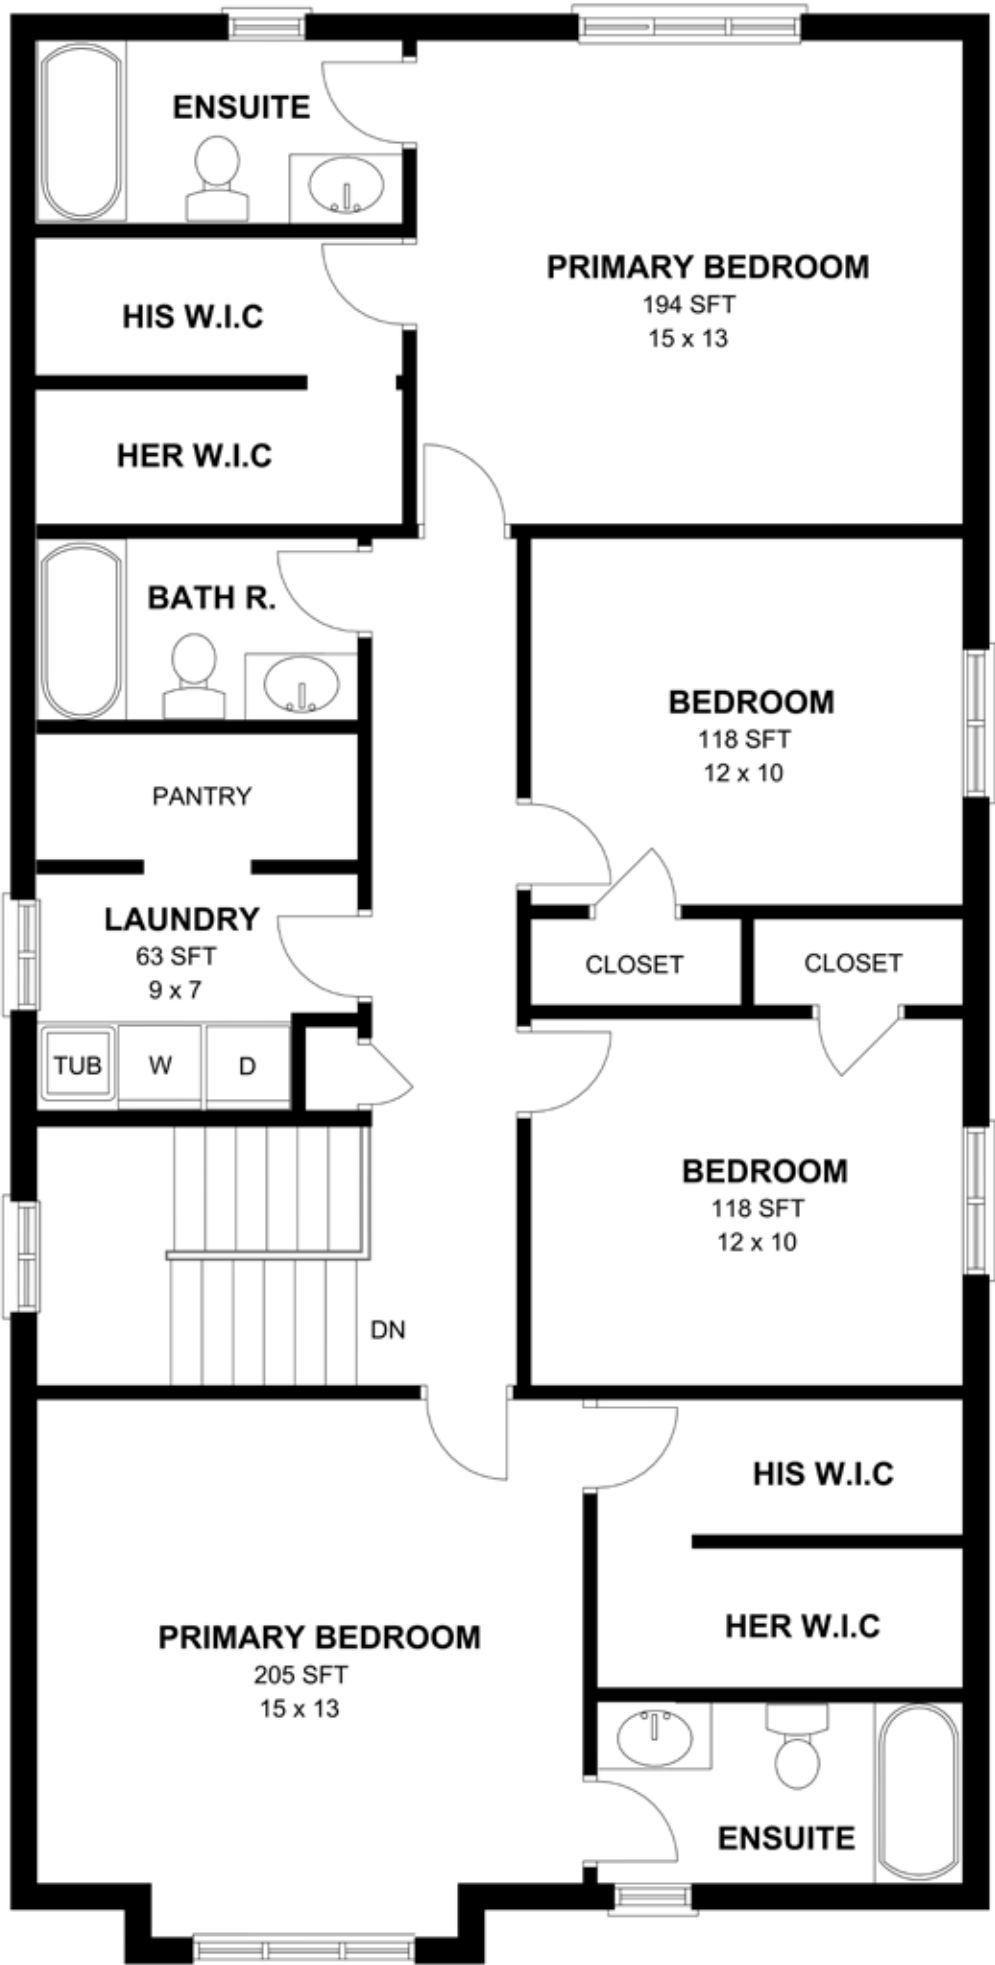 ENSUITE
PRIMARY BEDROOM
194 SFT
15 x 13
HIS W.I.C
HER W.I.C
BATH R.
BEDROOM
118 SFT
12 x 10
PANTRY
LAUNDRY
63 SFT
9 x 7
CLOSET
CLOSET
TUB
W
D
BEDROOM
118 SFT
12 x 10
DN
HIS W.I.C
HER W.I.C
PRIMARY BEDROOM
205 SFT
15 x 13
ENSUITE